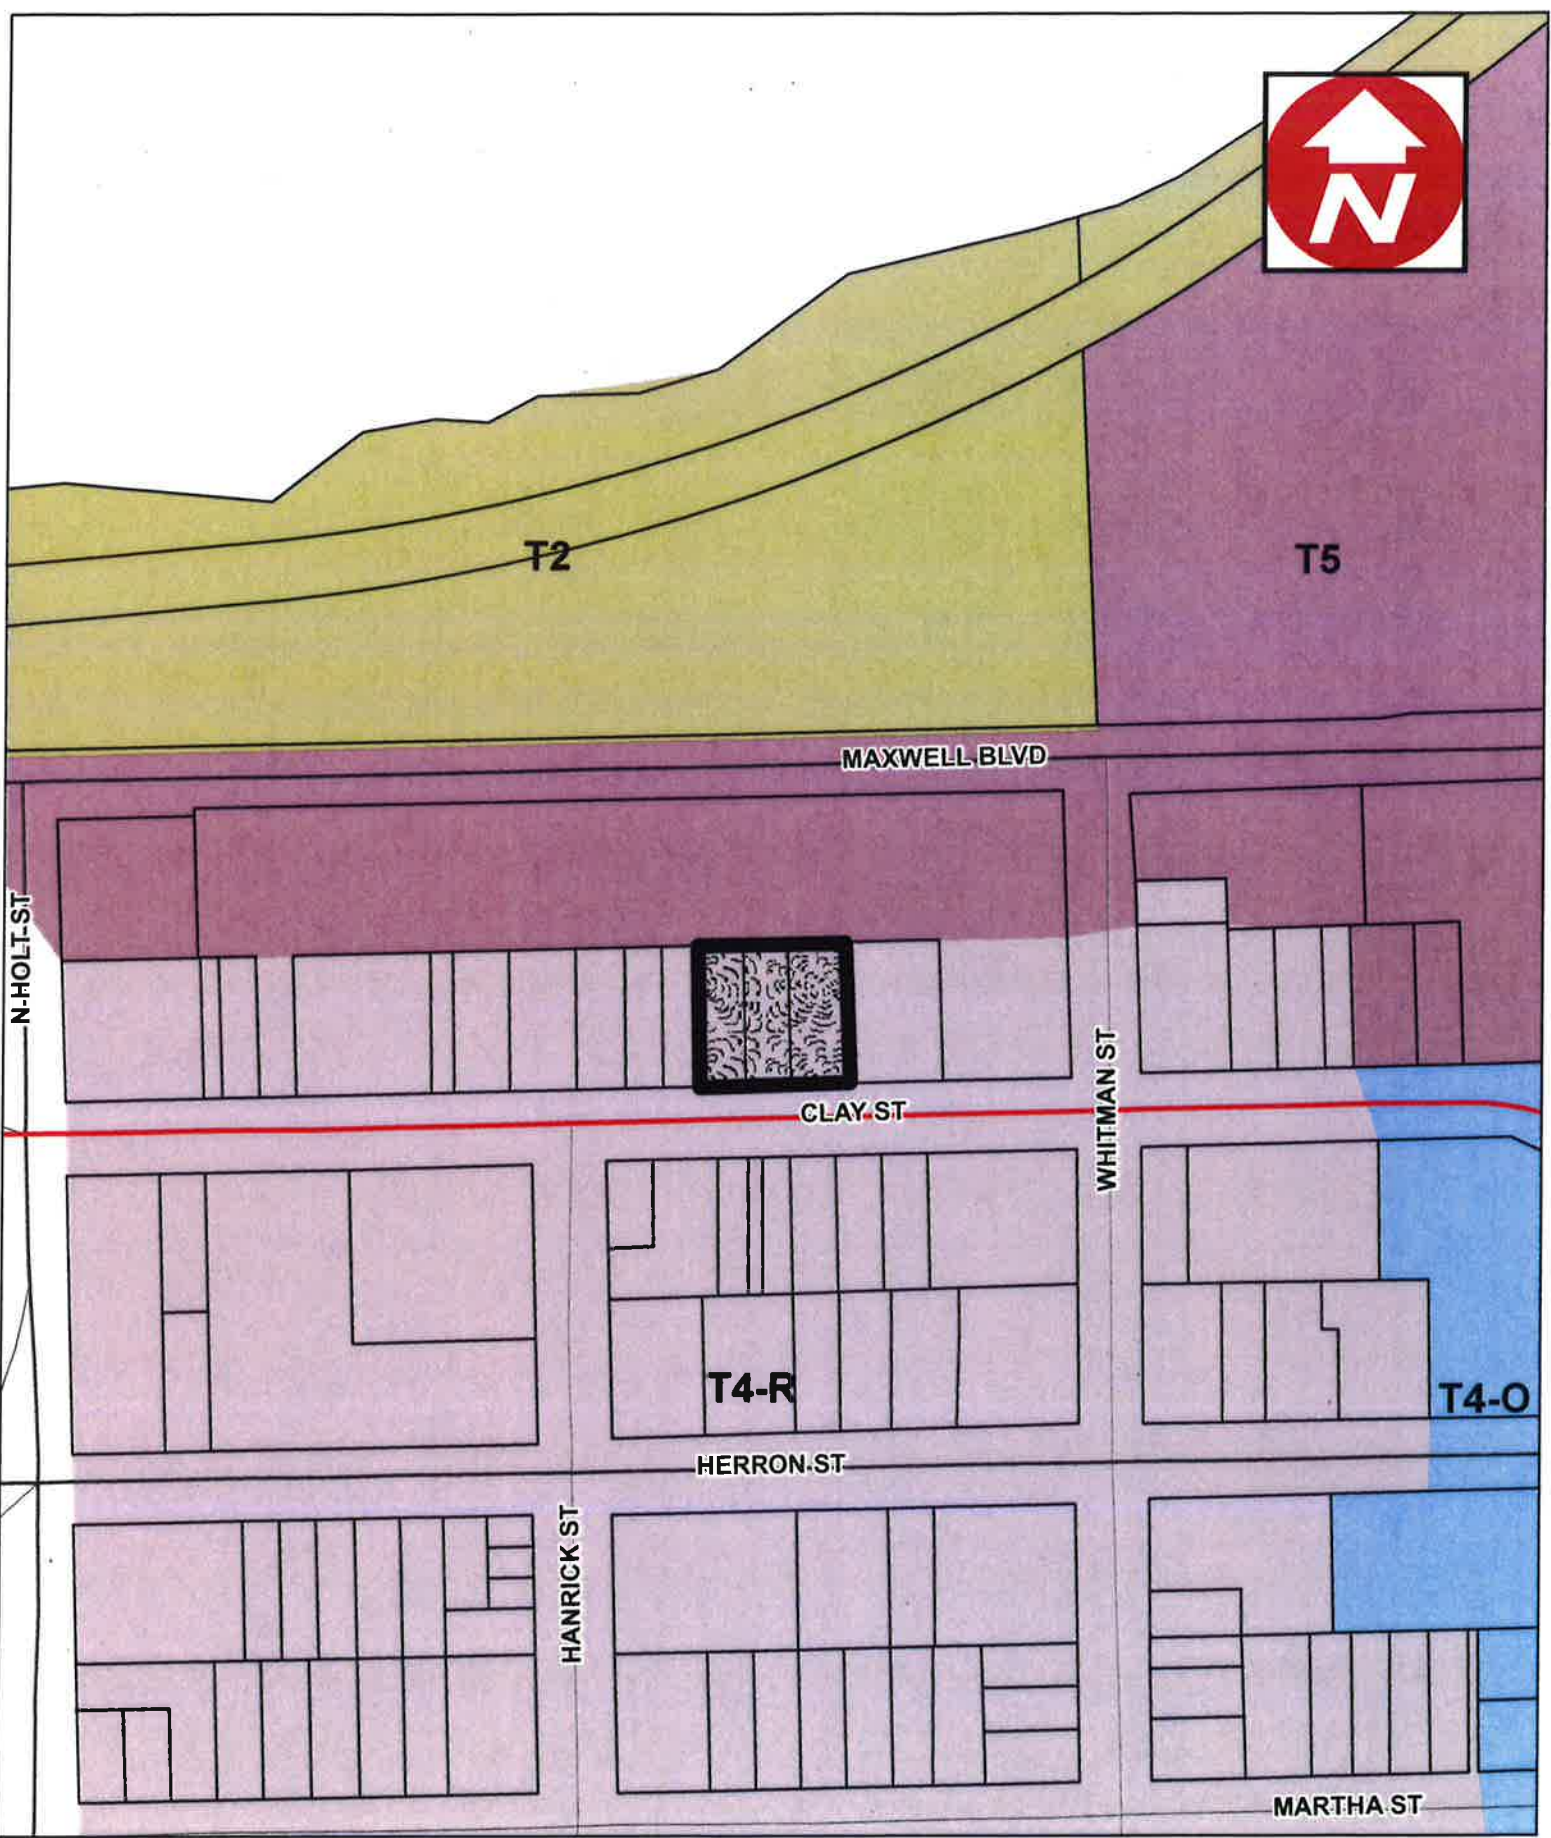 N
T2
T5
MAXWELL BLVD
N HOLT ST
CLAY ST
WHITMAN ST
T4-R
T4-O
HERRON ST
HANRICK ST
MARTHA ST